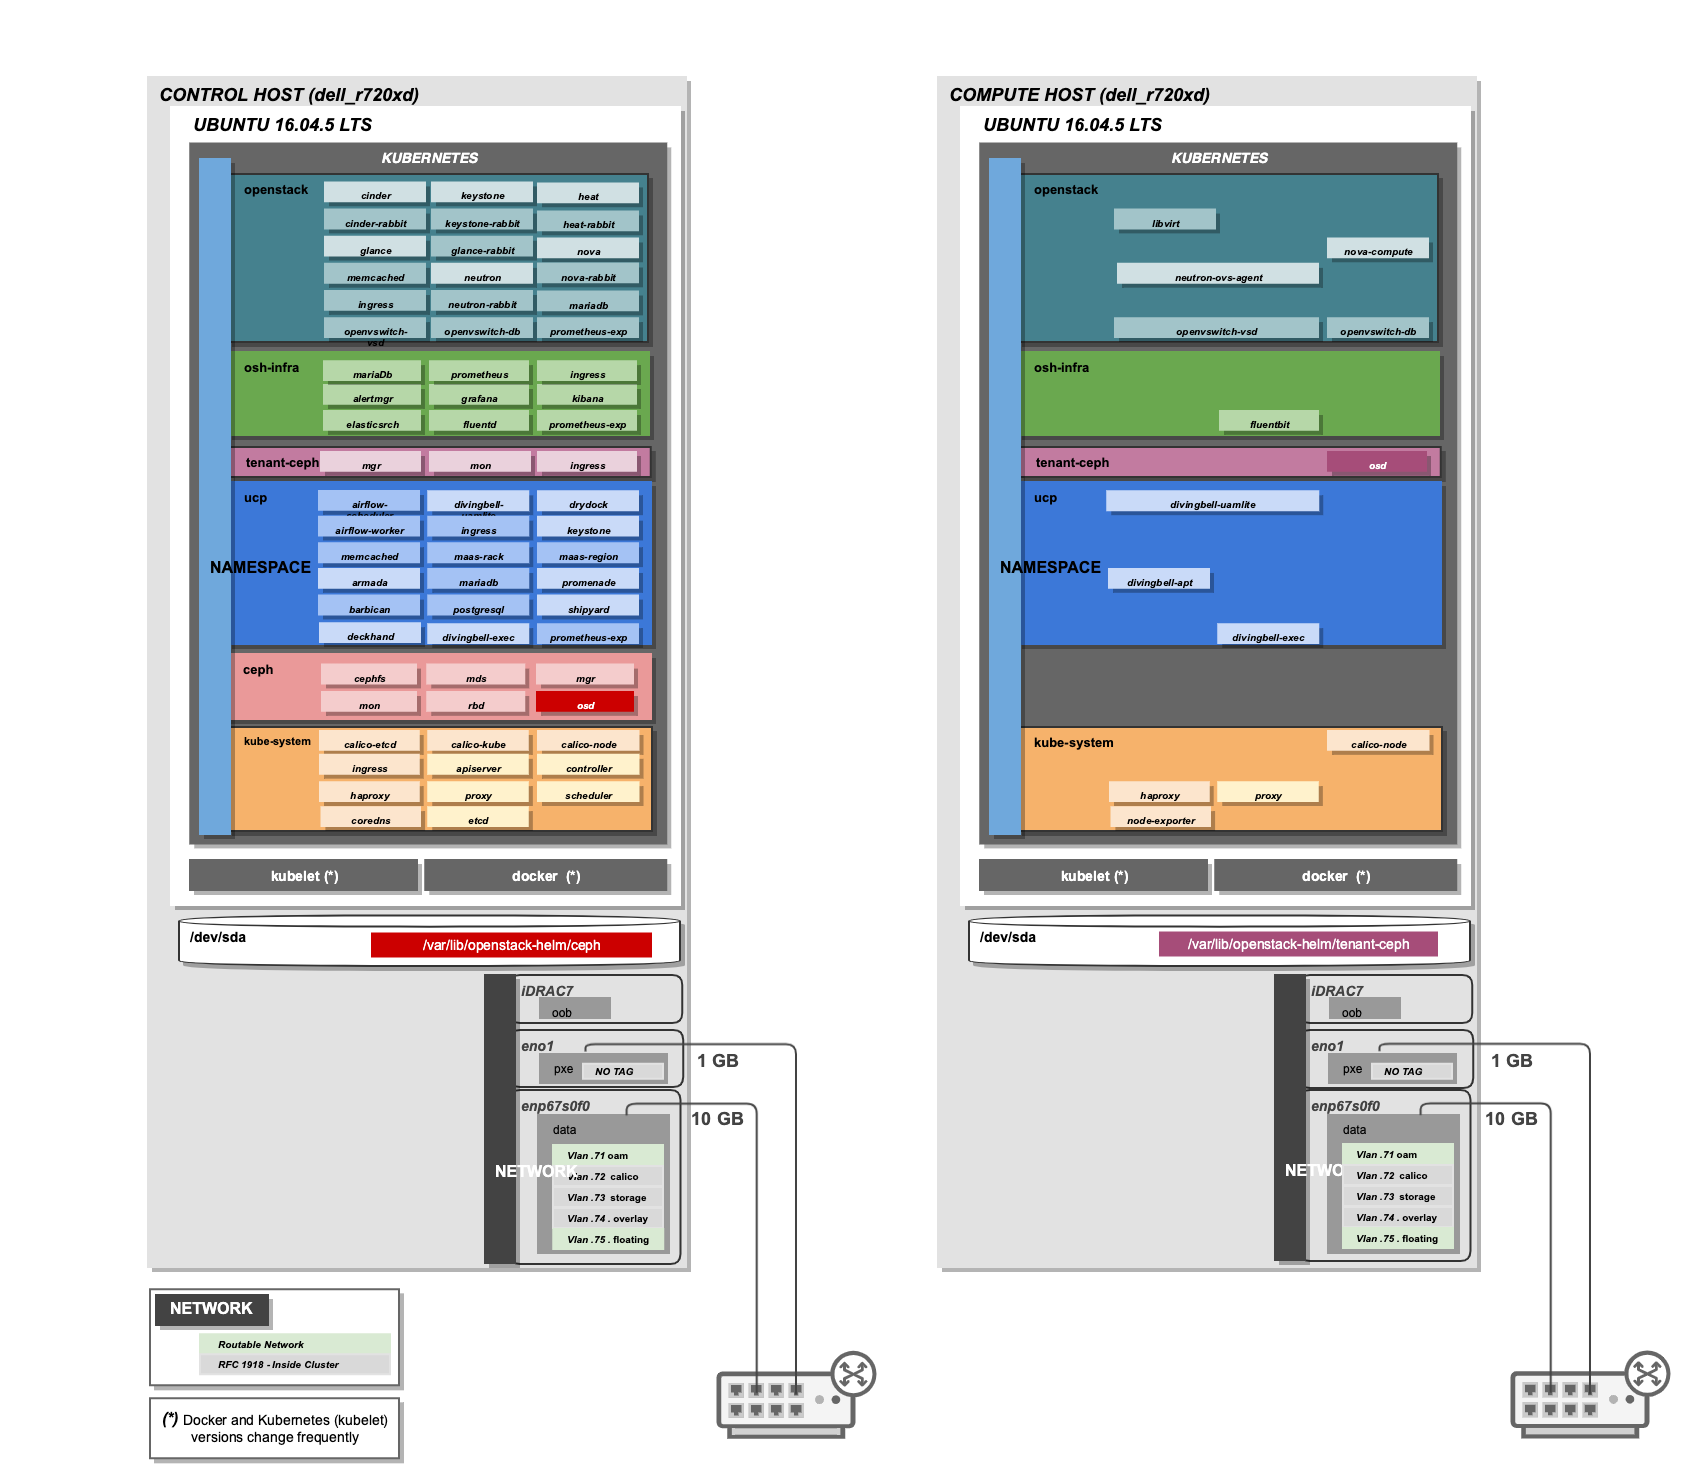 CONTROL HOST (dell_r720xd)
UBUNTU 16.04.5 LTS
KUBERNETES
NAMESPACE
openstack
cinder
keystone
heat
cinder-rabbit
keystone-rabbit
heat-rabbit
glance
glance-rabbit
nova
memcached
neutron
nova-rabbit
ingress
neutron-rabbit
mariadb
openvswitch-
vsd
openvswitch-db
prometheus-exp
osh-infra
mariaDb
prometheus
ingress
alertmgr
grafana
kibana
elasticsrch
fluentd
prometheus-exp
tenant-ceph
mgr
mon
ingress
ucp
airflow-
scheduler
divingbell-
uamlite
drydock
airflow-worker
ingress
keystone
memcached
maas-rack
maas-region
armada
mariadb
promenade
barbican
postgresql
shipyard
deckhand
divingbell-exec
prometheus-exp
ceph
cephfs
mds
mgr
mon
rbd
osd
kube-system
calico-etcd
calico-kube
calico-node
ingress
apiserver
controller
haproxy
proxy
scheduler
coredns
etcd
kubelet (*)
docker (*)
/dev/sda
/var/lib/openstack-helm/ceph
NETWORK
iDRAC7
oob
eno1
pxe
NO TAG
1 GB
enp67s0f0
10 GB
data
Vlan .71 oam
Vlan .72 calico
Vlan .73 storage
Vlan .74 . overlay
Vlan .75 . floating
COMPUTE HOST (dell_r720xd)
UBUNTU 16.04.5 LTS
KUBERNETES
NAMESPACE
openstack
libvirt
nova-compute
neutron-ovs-agent
openvswitch-vsd
openvswitch-db
osh-infra
fluentbit
tenant-ceph
osd
ucp
divingbell-uamlite
divingbell-apt
divingbell-exec
kube-system
calico-node
haproxy
proxy
node-exporter
kubelet (*)
docker (*)
/dev/sda
/var/lib/openstack-helm/tenant-ceph
NETWO
iDRAC7
oob
eno1
pxe
NO TAG
1 GB
enp67s0f0
10 GB
data
Vlan .71 oam
Vlan .72 calico
Vlan .73 storage
Vlan .74 . overlay
Vlan .75 . floating
NETWORK
Routable Network
RFC 1918 - Inside Cluster
(*) Docker and Kubernetes (kubelet)
versions change frequently